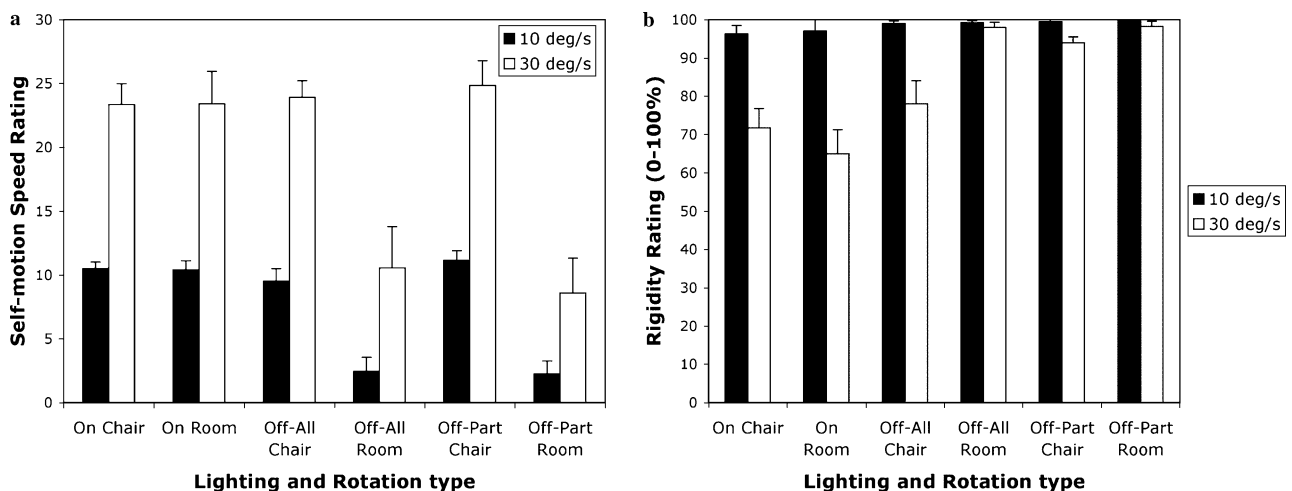 a
30
25
20
15
10
5
0
Self-motion Speed Rating
10 deg/s
30 deg/s
On Chair On Room Off-All Off-All Off-Part Off-Part
Chair Room Chair Room
Lighting and Rotation type
b
100
90
80
70
60
50
40
30
20
10
0
Rigidity Rating (0-100%)
On Chair On Off-All Off-All Off-Part Off-Part
Room Chair Room Chair Room
Lighting and Rotation type
10 deg/s
30 deg/s